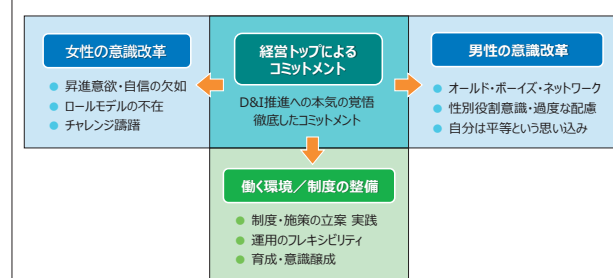 女性の意識改革
● 昇進意欲・自信の欠如
● ロールモデルの不在
● チャレンジ躊躇
経営トップによる
コミットメント
D&I推進への本気の覚悟
徹底したコミットメント
男性の意識改革
● オールド・ボーイズ・ネットワーク
● 性別役割意識・過度な配慮
● 自分は平等という思い込み
働く環境／制度の整備
● 制度・施策の立案 実践
● 運用のフレキシビリティ
● 育成・意識醸成